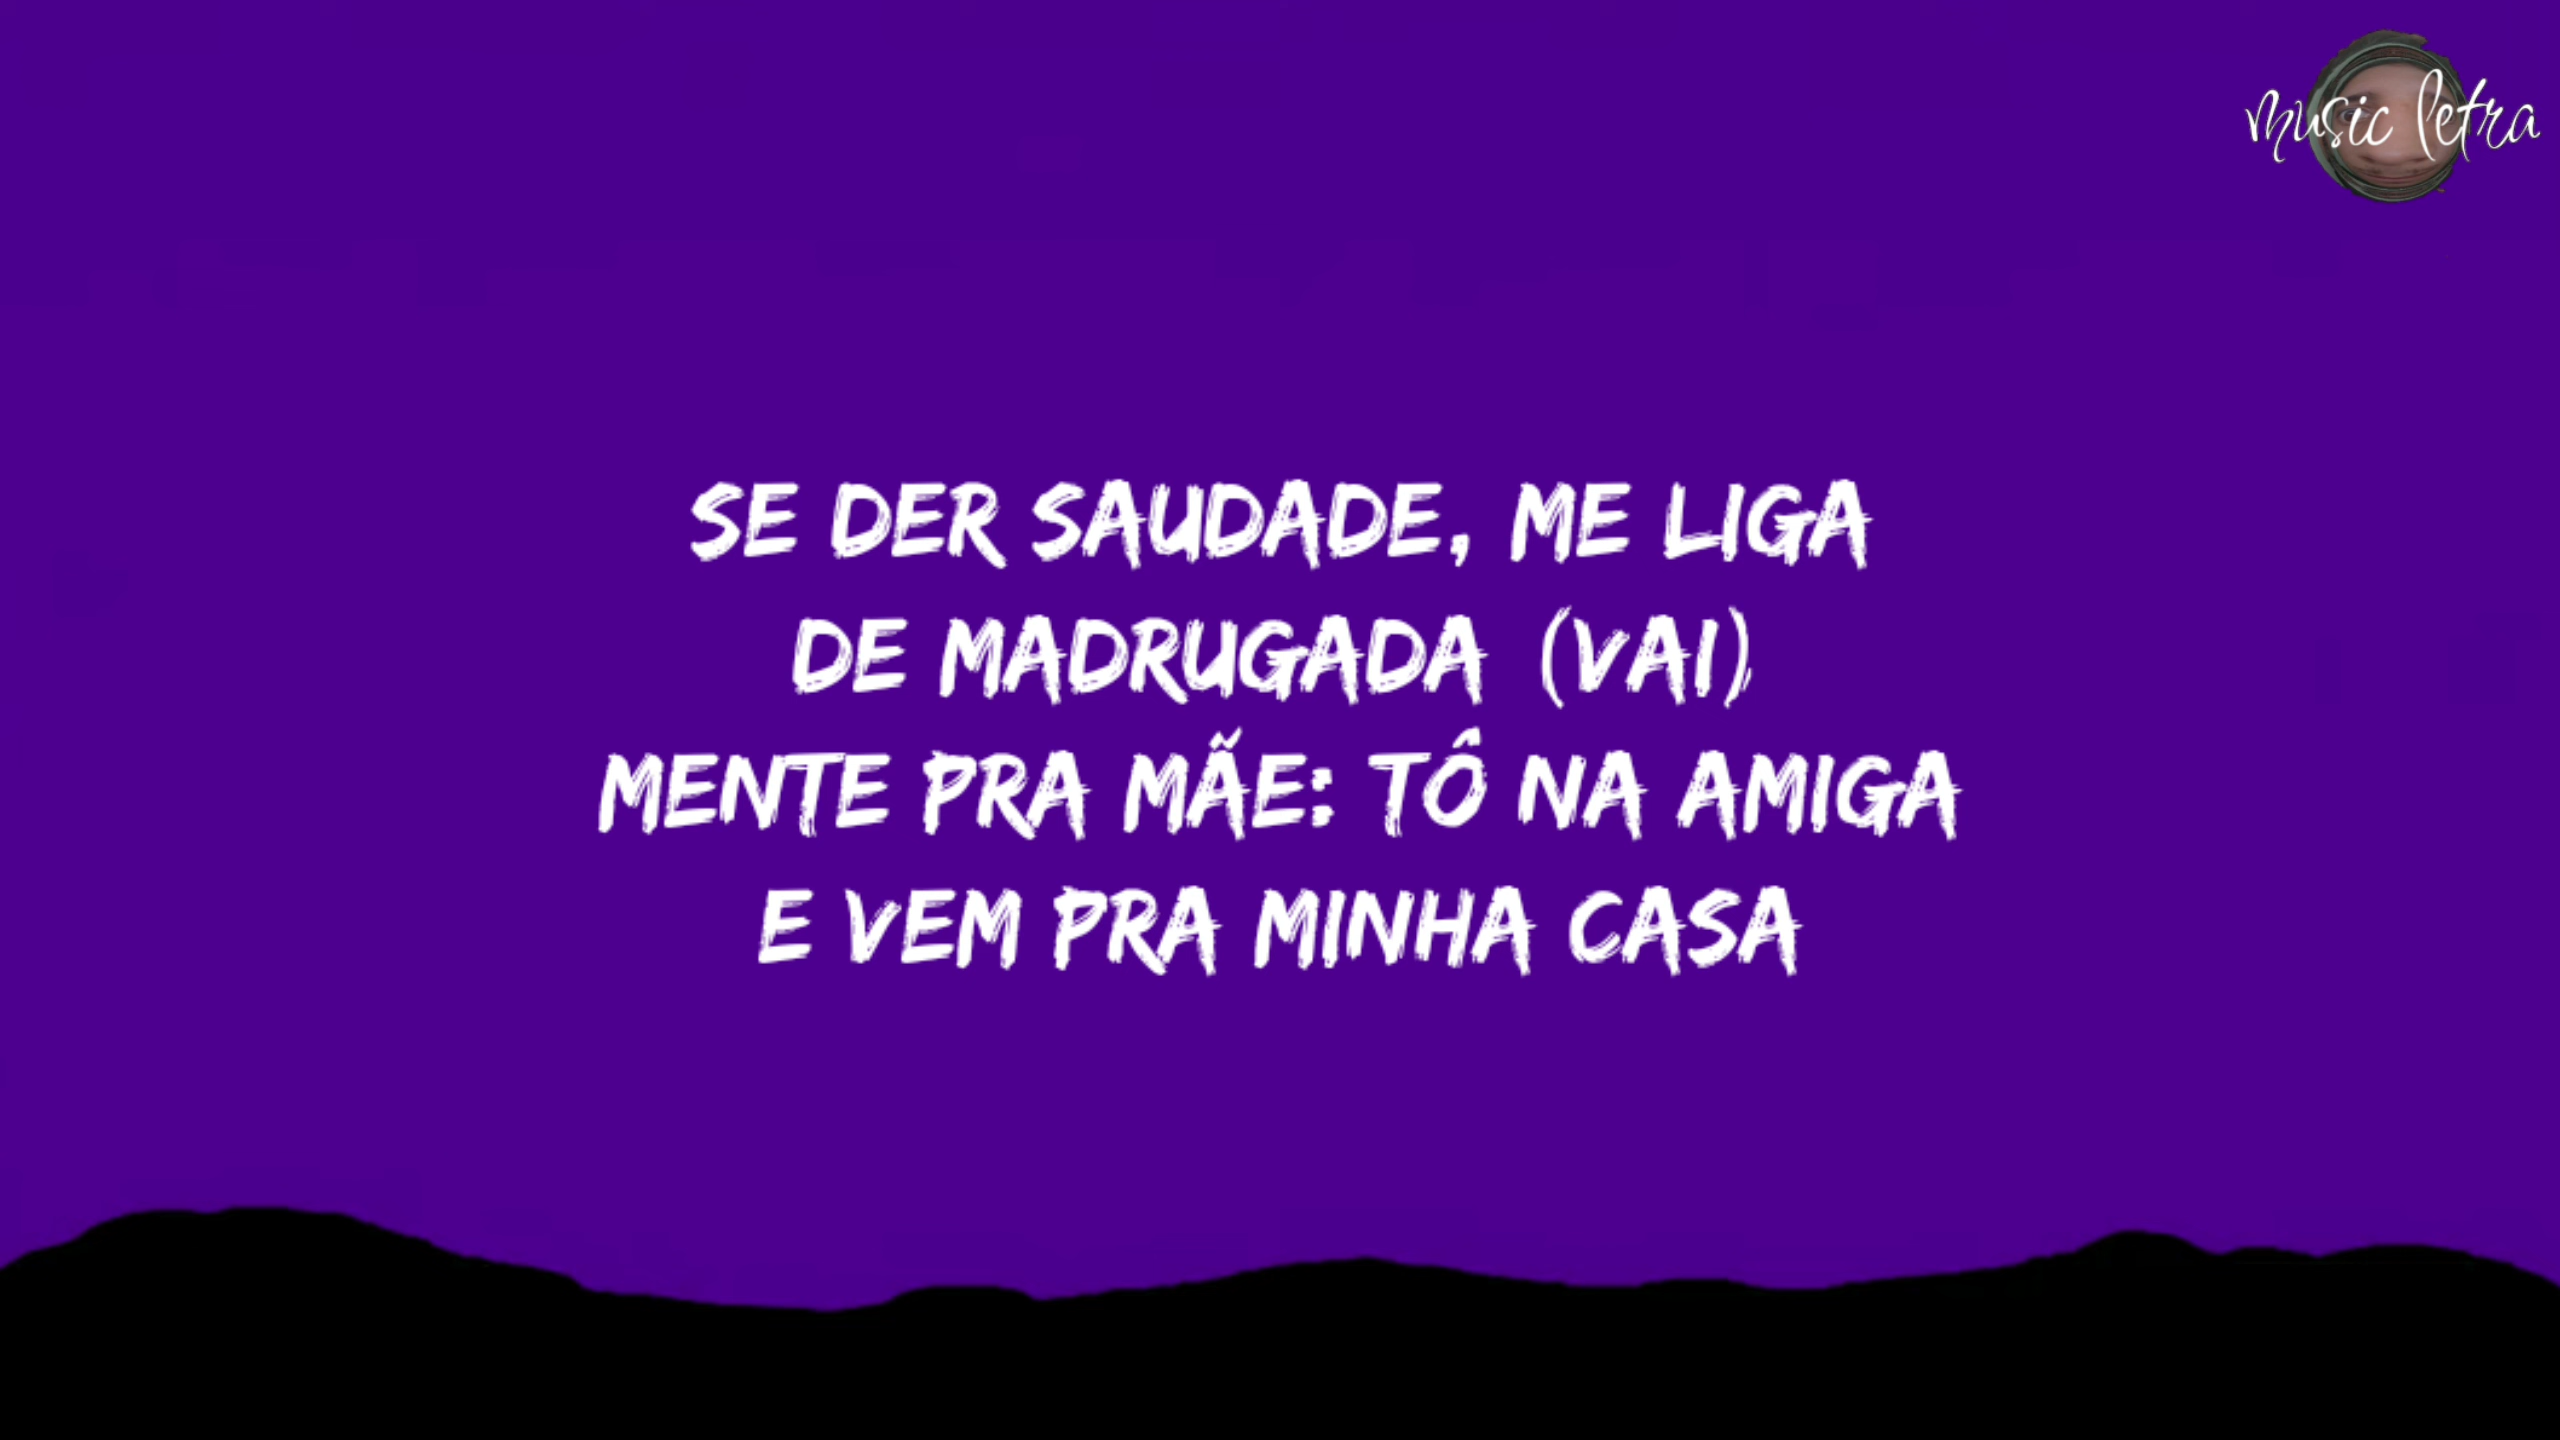 music letra
SE DER SAUDADE, ME LIGA
DE MADRUGADA (VAI)
MENTE PRA MÃE: TÔ NA AMIGA
E VEM PRA MINHA CASA